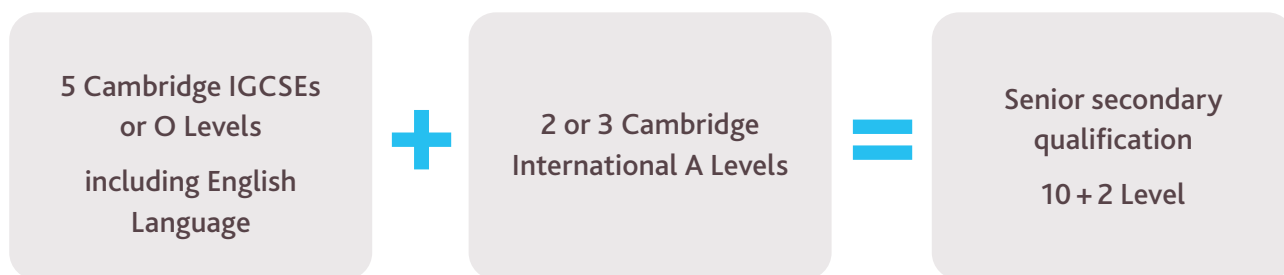 5 Cambridge IGCSEs
or O Levels
including English
Language
+
2 or 3 Cambridge
International A Levels
=
Senior secondary
qualification
10 + 2 Level